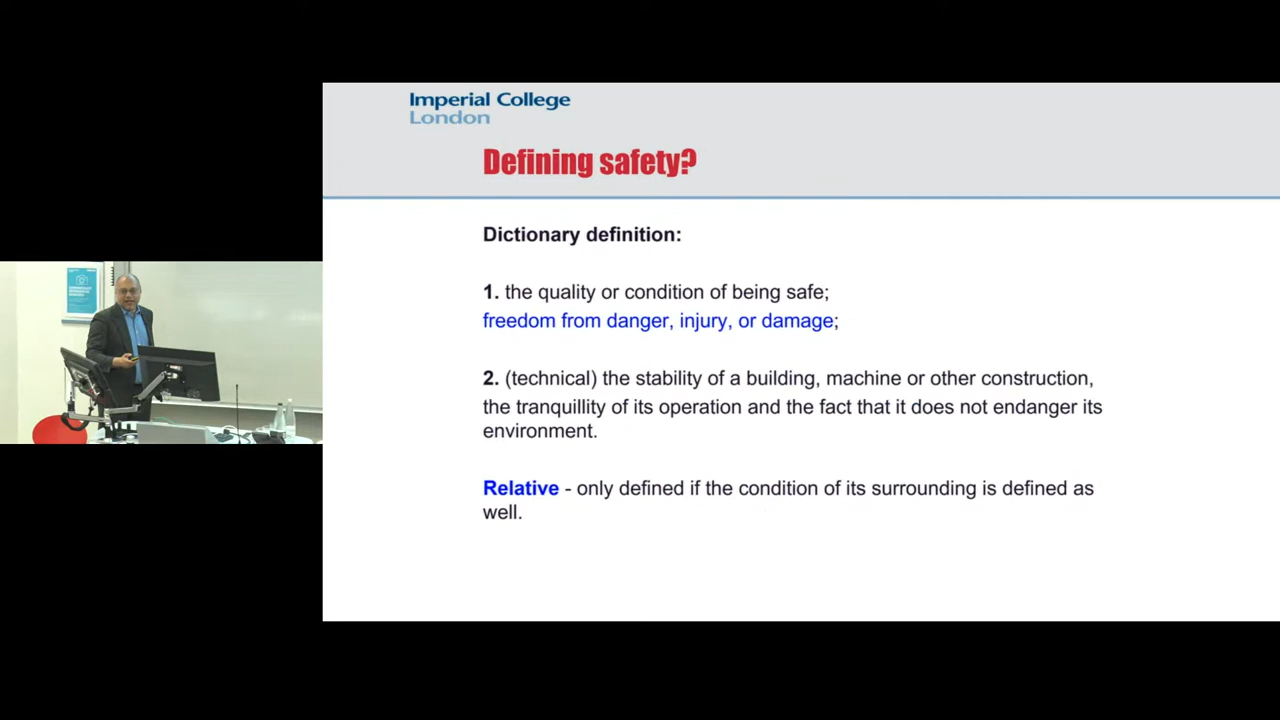 Imperial College
London
Defining safety?
Dictionary definition:
1. the quality or condition of being safe;
freedom from danger, injury, or damage;
2. (technical) the stability of a building, machine or other construction,
the tranquillity of its operation and the fact that it does not endanger its
environment.
Relative - only defined if the condition of its surrounding is defined as
well.